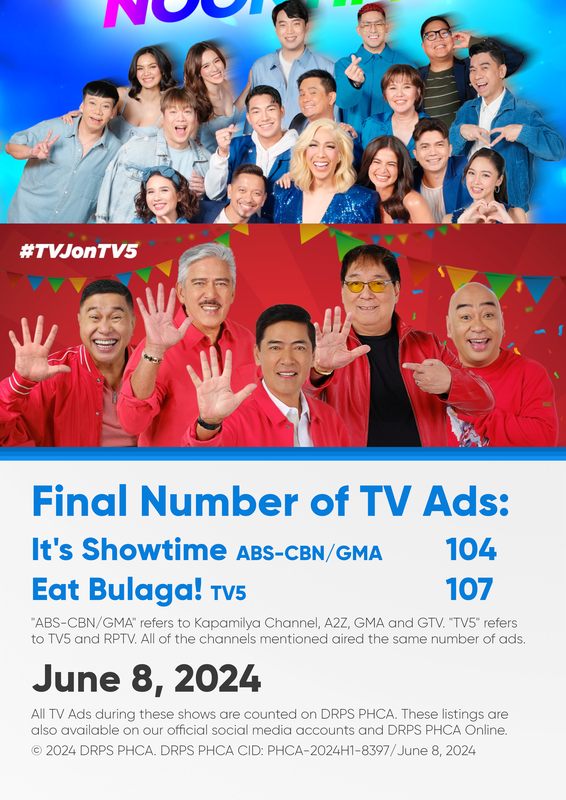 #TVJonTV5
Final Number of TV Ads:
It's Showtime ABS-CBN/GMA 104
Eat Bulaga! TV5 107
"ABS-CBN/GMA" refers to Kapamilya Channel, A2Z, GMA and GTV. "TV5" refers
to TV5 and RPTV. All of the channels mentioned aired the same number of ads.
June 8, 2024
All TV Ads during these shows are counted on DRPS PHCA. These listings are
also available on our official social media accounts and DRPS PHCA Online.
© 2024 DRPS PHCA. DRPS PHCA CID: PHCA-2024H1-8397/June 8, 2024